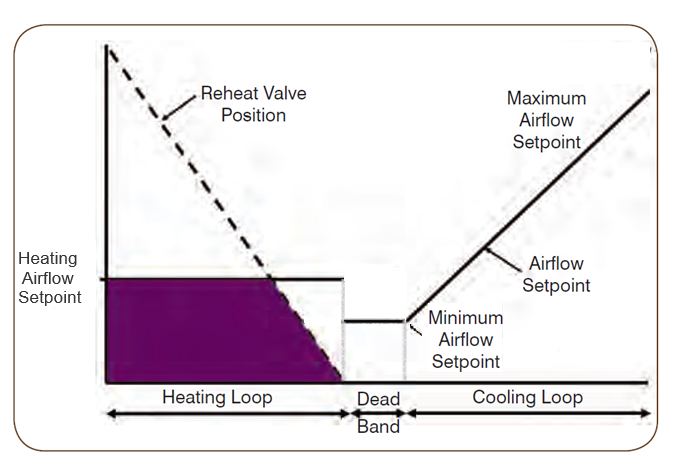 Reheat Valve
Position
Maximum
Airflow
Setpoint
Heating
Airflow
Setpoint
Airflow
Setpoint
Minimum
Airflow
Setpoint
Heating Loop
Dead
Band
Cooling Loop